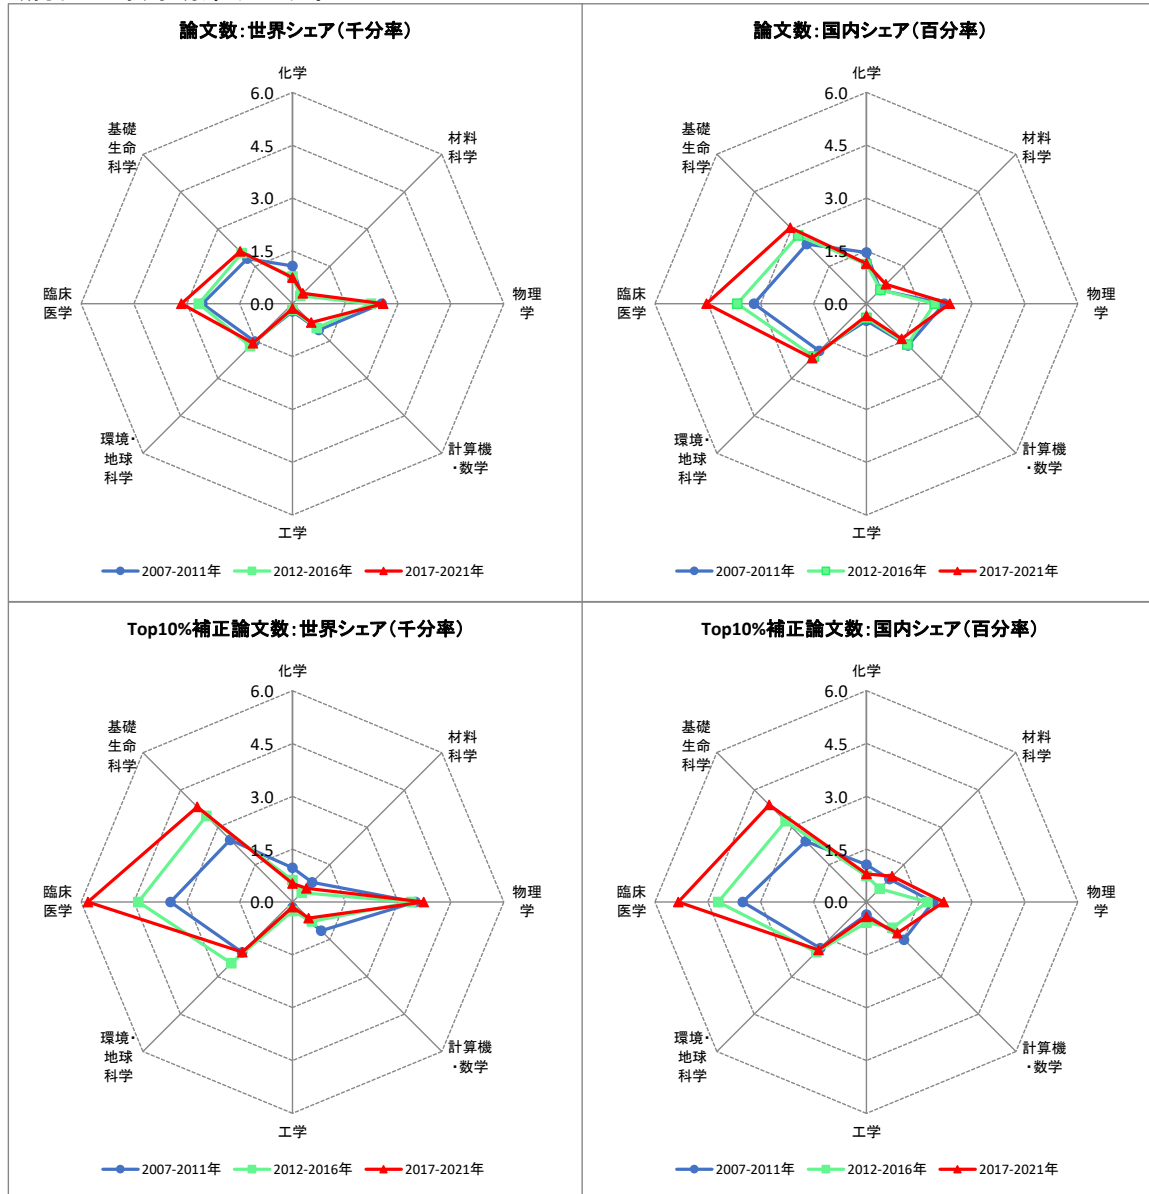 論文数:世界シェア(千分率)
化学
6.0
4.5
3.0
1.5
0.0
材料
科学
物理
学
計算機
・数学
工学
環境・
地球
科学
臨床
医学
基礎
生命
科学
2007-2011年 2012-2016年 2017-2021年
論文数:国内シェア(百分率)
化学
6.0
4.5
3.0
1.5
0.0
材料
科学
物理
学
計算機
・数学
工学
環境・
地球
科学
臨床
医学
基礎
生命
科学
2007-2011年 2012-2016年 2017-2021年
Top10%補正論文数:世界シェア(千分率)
化学
6.0
4.5
3.0
1.5
0.0
材料
科学
物理
学
計算機
・数学
工学
環境・
地球
科学
臨床
医学
基礎
生命
科学
2007-2011年 2012-2016年 2017-2021年
Top10%補正論文数:国内シェア(百分率)
化学
6.0
4.5
3.0
1.5
0.0
材料
科学
物理
学
計算機
・数学
工学
環境・
地球
科学
臨床
医学
基礎
生命
科学
2007-2011年 2012-2016年 2017-2021年